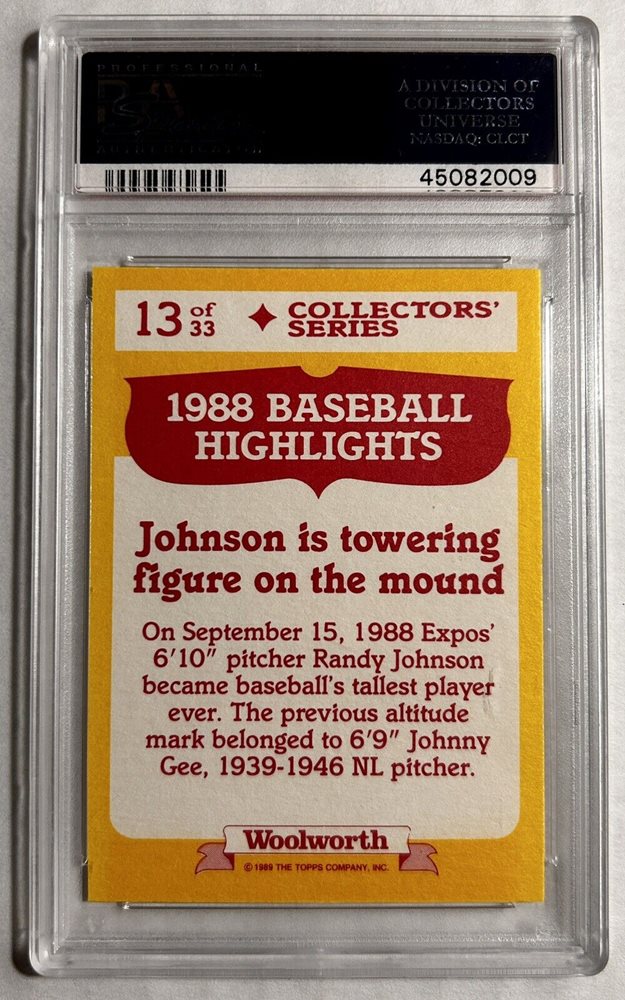 PROFESSIONAL
PSA
A DIVISION OF
COLLECTORS
UNIVERSE
NASDAQ: CLCT
45082009
13 of 33
COLLECTORS'
SERIES
1988 BASEBALL
HIGHLIGHTS
Johnson is towering
figure on the mound
On September 15, 1988 Expos'
6'10" pitcher Randy Johnson
became baseball's tallest player
ever. The previous altitude
mark belonged to 6'9" Johnny
Gee, 1939-1946 NL pitcher.
Woolworth
© 1989 THE TOPPS COMPANY, INC.